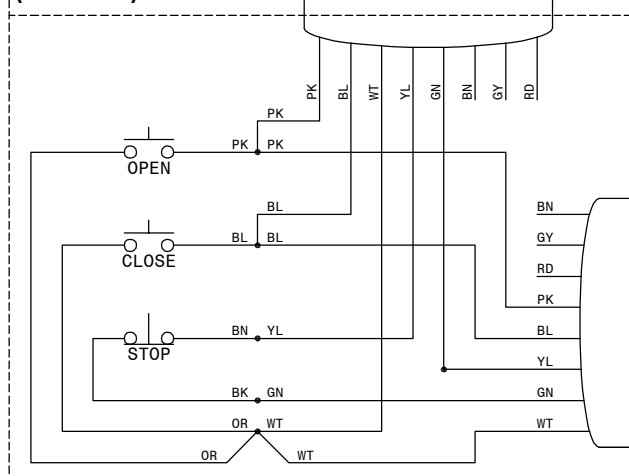 PK
BL
WT
YL
GN
BN
GY
RD
PK
PK PK
OPEN
BL
BN
BL BL
GY
CLOSE
RD
PK
BN YL
BL
STOP
YL
BK GN
GN
OR WT
WT
OR WT